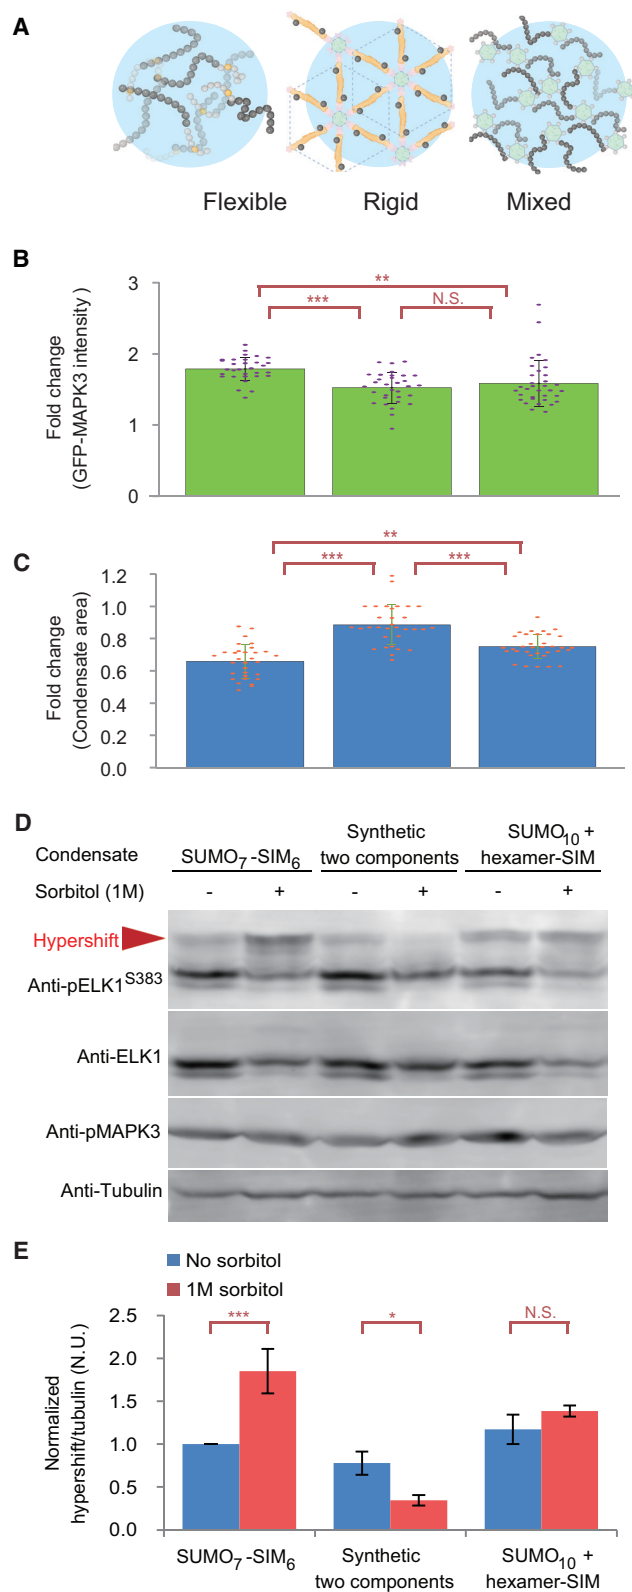 A
Flexible Rigid Mixed
B
**
*** N.S.
3
2
1
0
Fold change
(GFP-MAPK3 intensity)
C
**
*** ***
1.2
1.0
0.8
0.6
0.4
0.2
0.0
Fold change
(Condensate area)
D
Condensate SUMO7-SIM6 Synthetic two components SUMO10 + hexamer-SIM
Sorbitol (1M) - + - + - +
Hypershift
Anti-pELK1S383
Anti-ELK1
Anti-pMAPK3
Anti-Tubulin
E
No sorbitol
1M sorbitol
*** * N.S.
2.5
2.0
1.5
1.0
0.5
0.0
Normalized
hypershift/tubulin (N.U.)
SUMO7-SIM6 Synthetic two components SUMO10 + hexamer-SIM